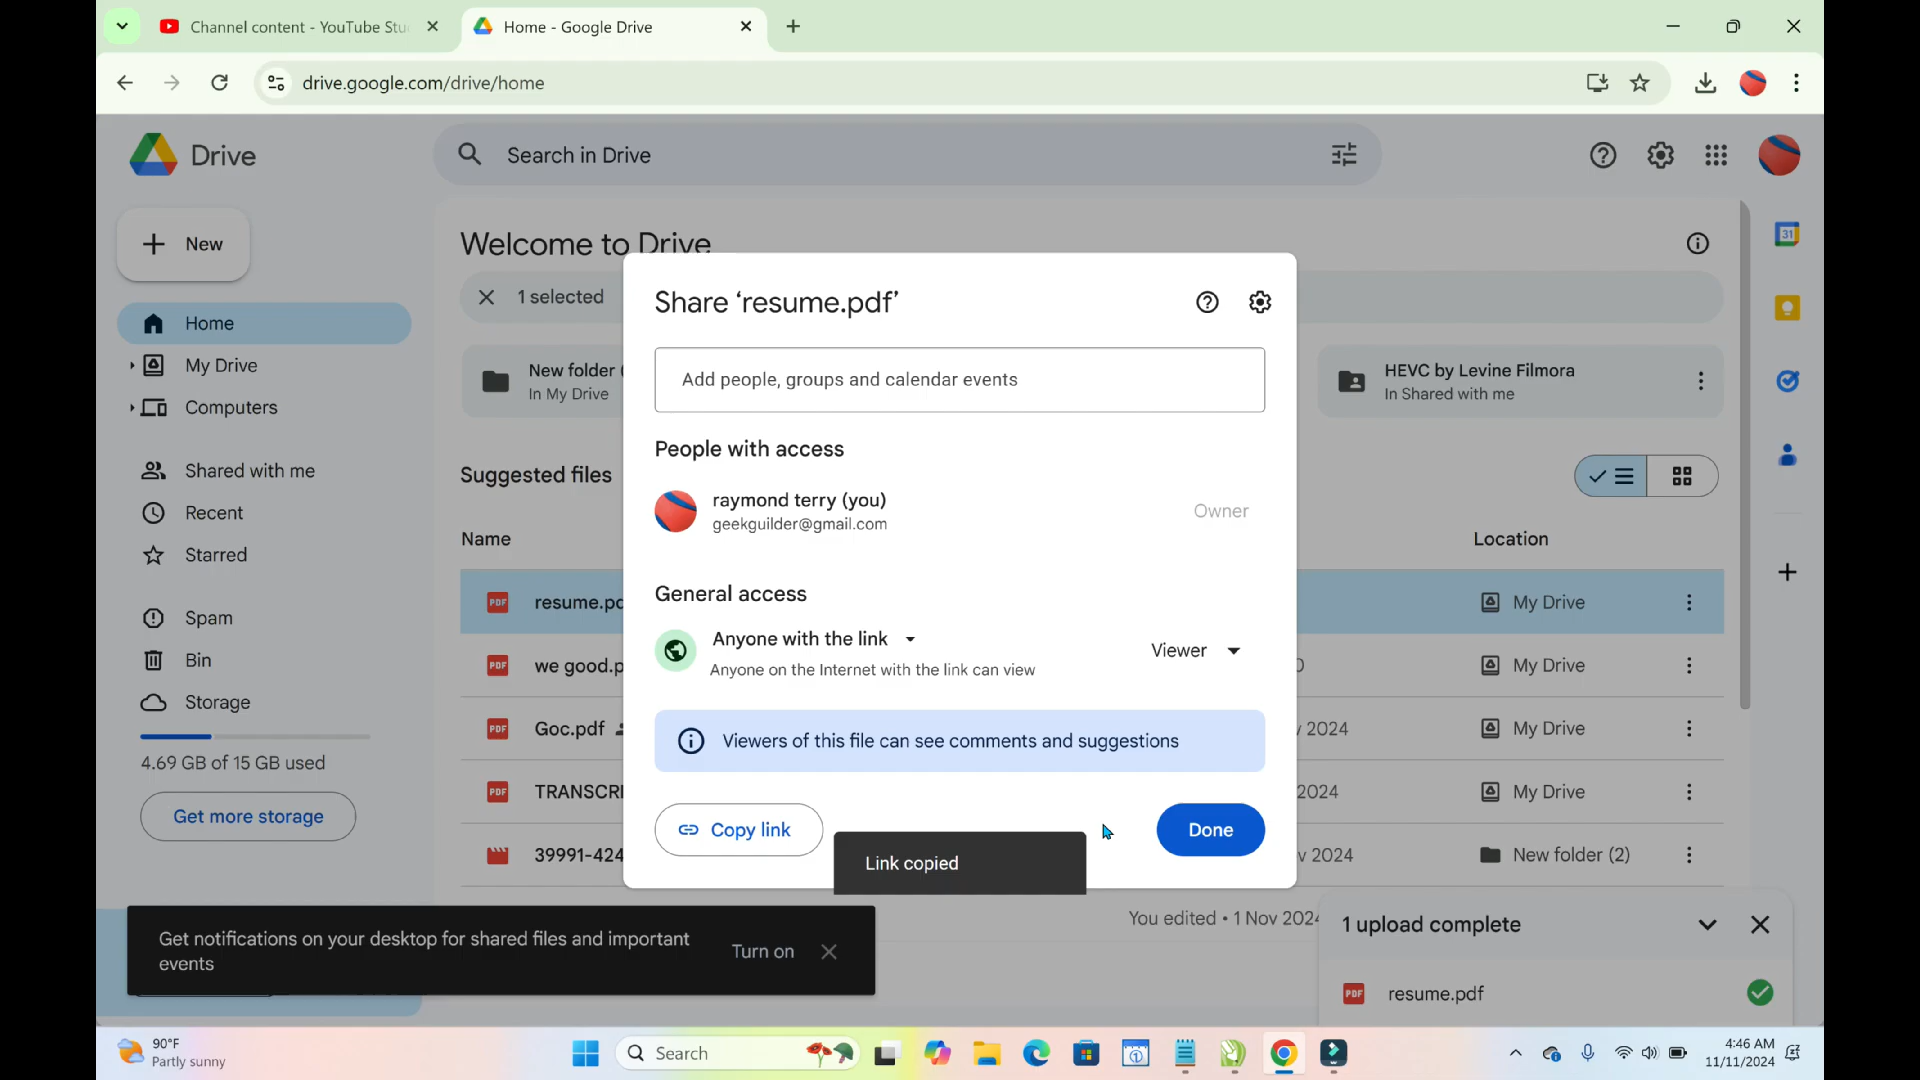 Channel content - YouTube Stu
Home - Google Drive
drive.google.com/drive/home
Drive
Search in Drive
New
Welcome to Drive
1 selected
Home
My Drive
Computers
Shared with me
Recent
Starred
Spam
Bin
Storage
4.69 GB of 15 GB used
Get more storage
New folder (
In My Drive
HEVC by Levine Filmora
In Shared with me
Suggested files
Name
Location
resume.pd
My Drive
we good.p
My Drive
Goc.pdf
2024
My Drive
TRANSCRI
2024
My Drive
39991-424
2024
New folder (2)
You edited • 1 Nov 2024
Share ‘resume.pdf’
Add people, groups and calendar events
People with access
raymond terry (you)
geekguilder@gmail.com
Owner
General access
Anyone with the link
Anyone on the Internet with the link can view
Viewer
Viewers of this file can see comments and suggestions
Copy link
Done
Link copied
Get notifications on your desktop for shared files and important
events
Turn on
1 upload complete
PDF
resume.pdf
31
90°F
Partly sunny
Search
4:46 AM
11/11/2024